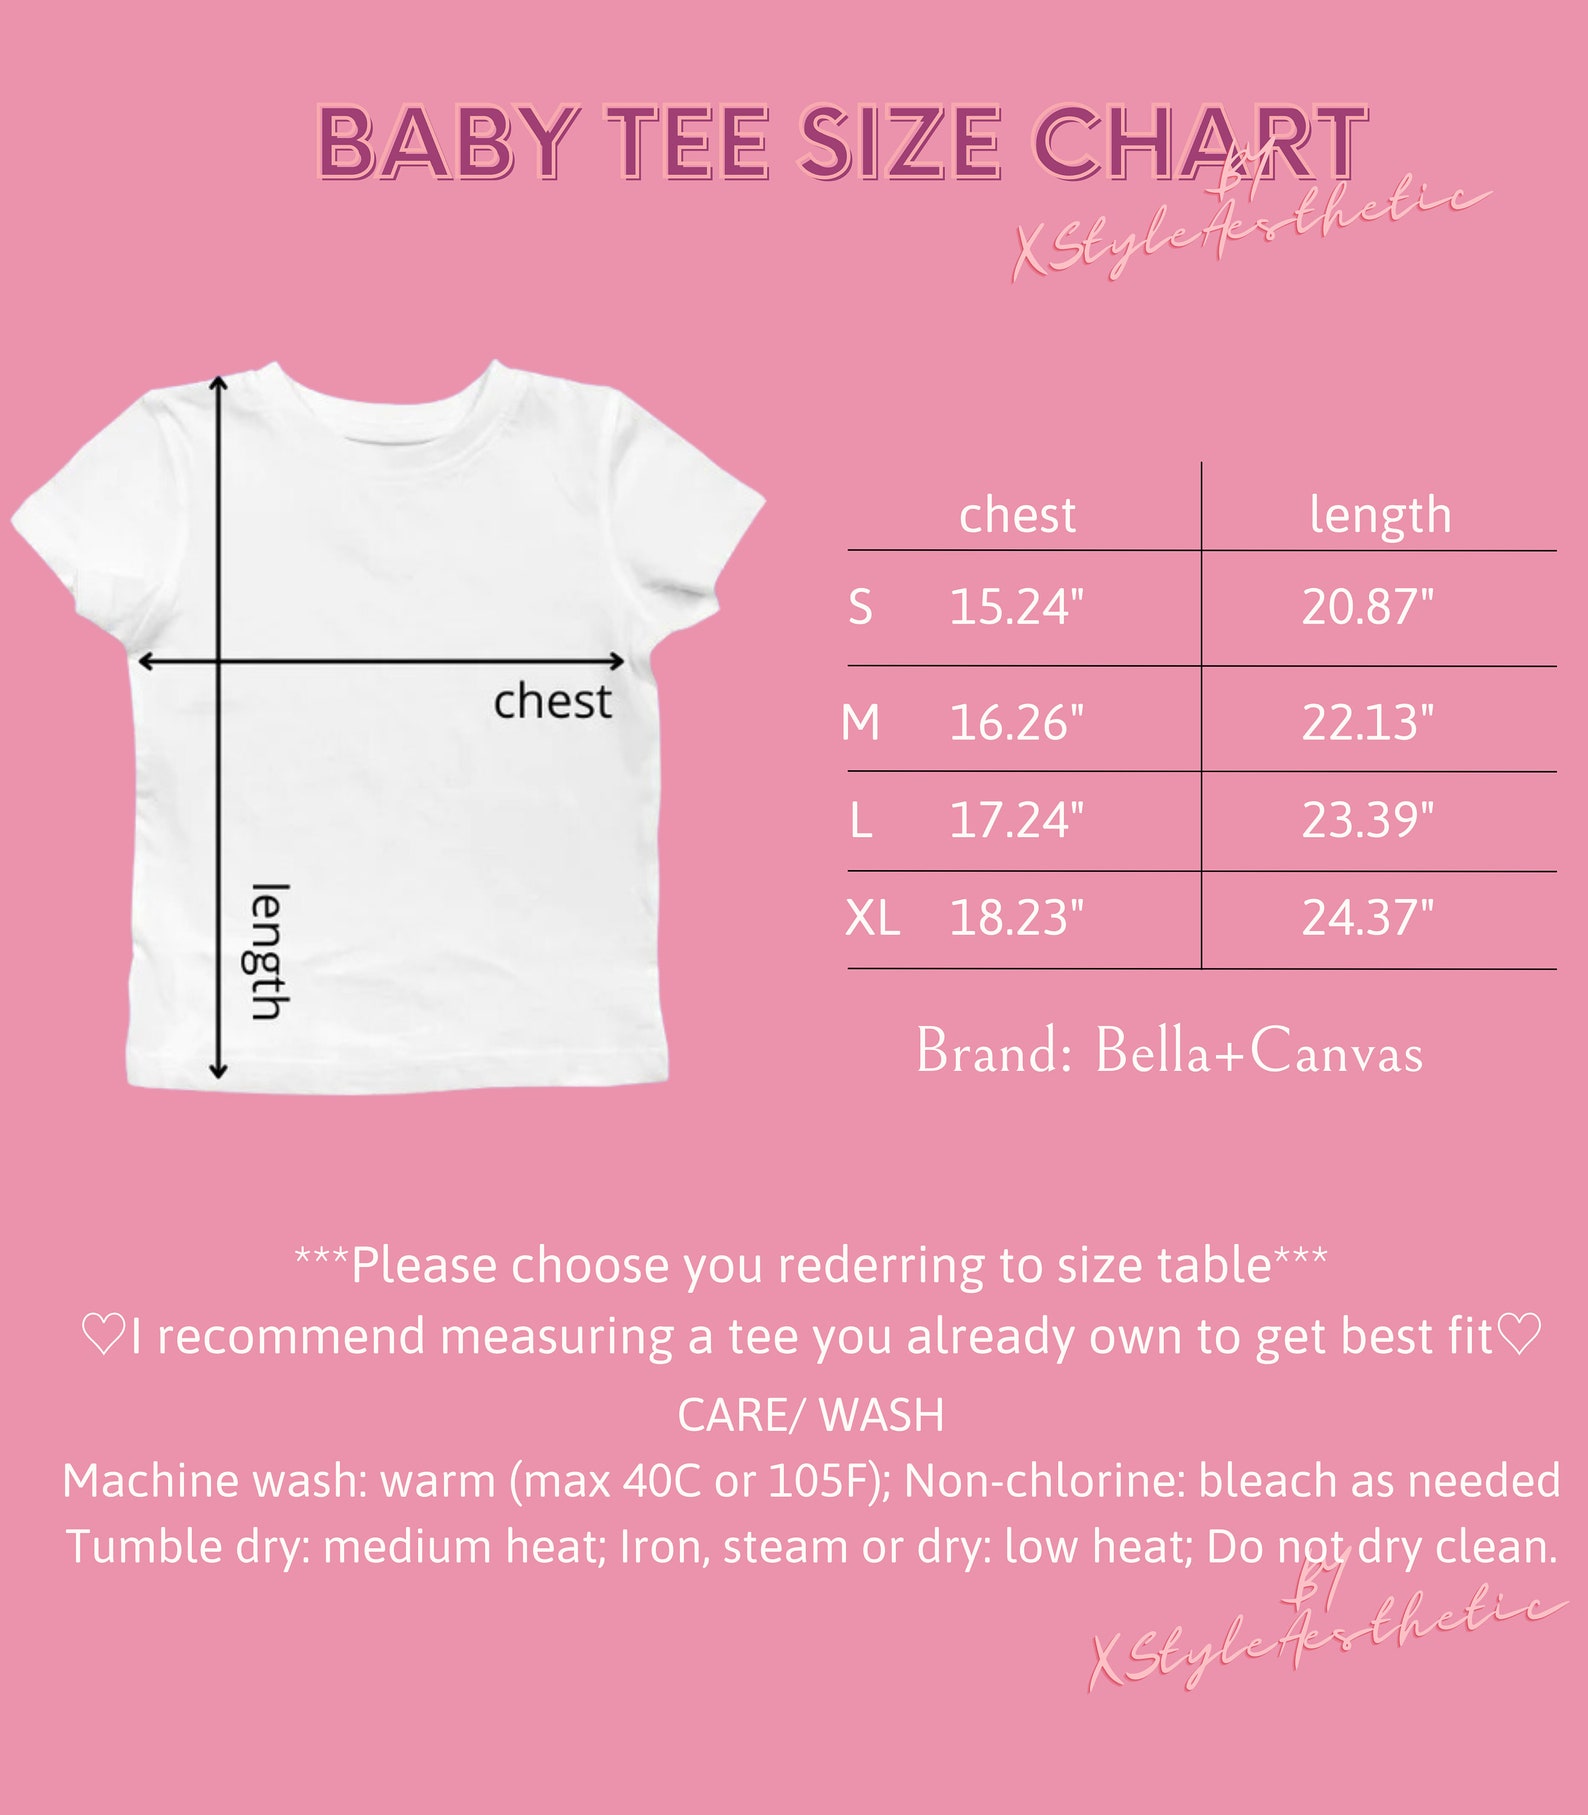 BABY TEE SIZE CHART
BY
XStyleAesthetic
chest
length
chest length
S 15.24" 20.87"
M 16.26" 22.13"
L 17.24" 23.39"
XL 18.23" 24.37"
Brand: Bella+Canvas
***Please choose you rederring to size table***
♡I recommend measuring a tee you already own to get best fit♡
CARE/ WASH
Machine wash: warm (max 40C or 105F); Non-chlorine: bleach as needed
Tumble dry: medium heat; Iron, steam or dry: low heat; Do not dry clean.
BY
XStyleAesthetic